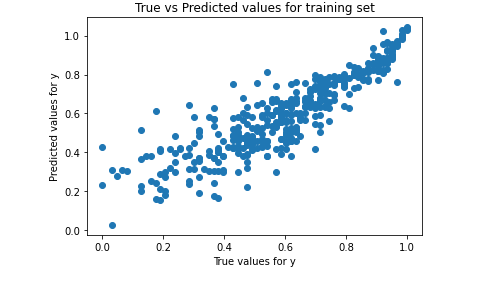 True vs Predicted values for training set
Predicted values for y
1.0
0.8
0.6
0.4
0.2
0.0
0.0 0.2 0.4 0.6 0.8 1.0
True values for y